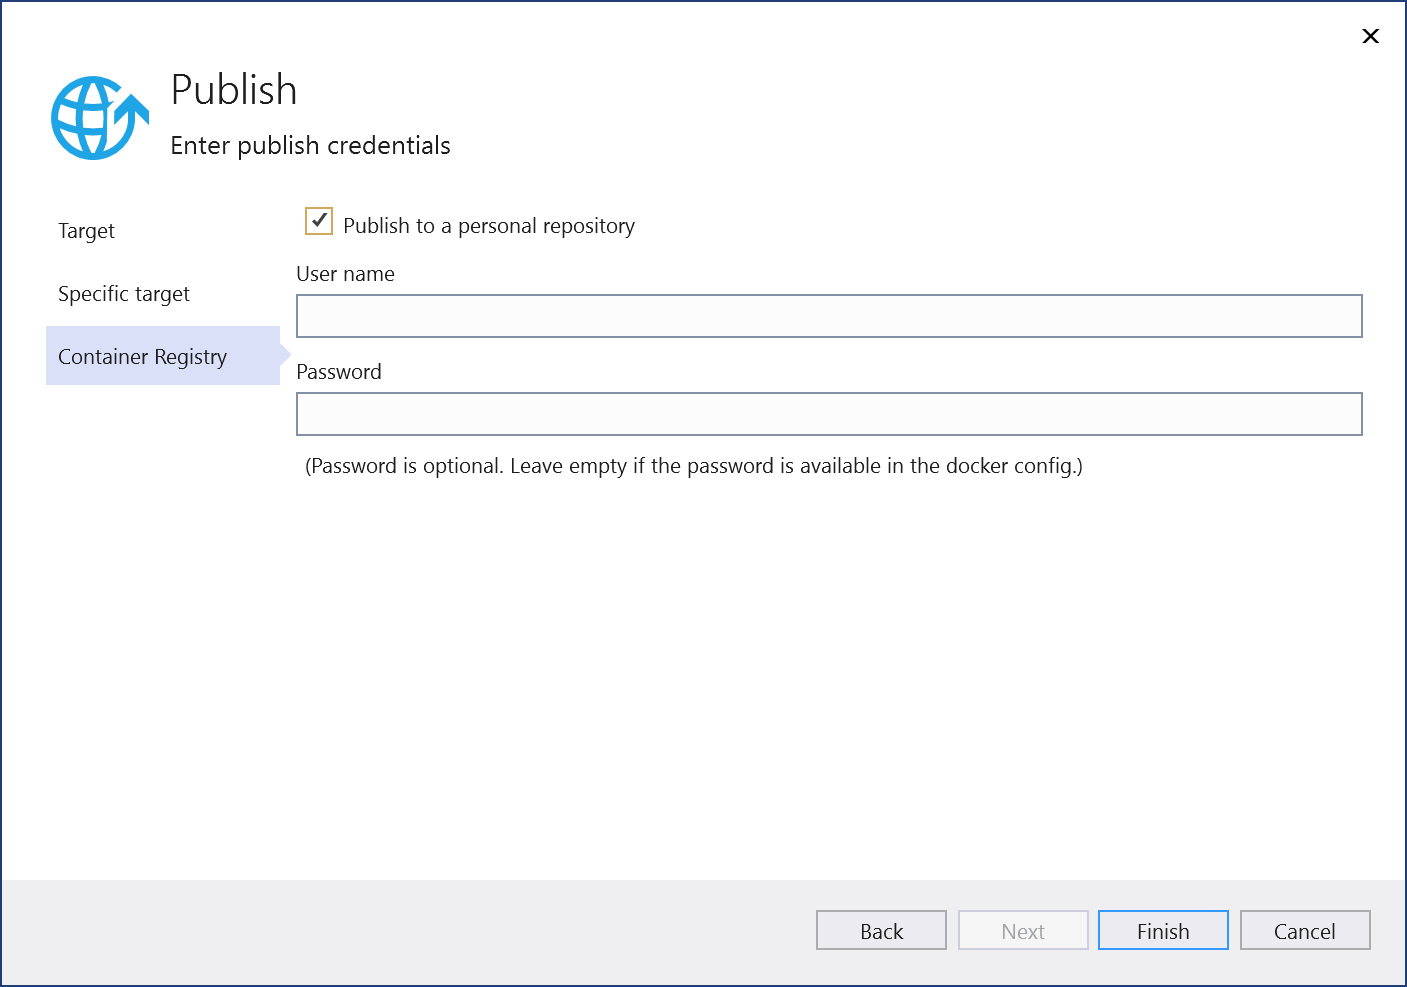 Publish
Enter publish credentials
Target
Specific target
Container Registry
Publish to a personal repository
User name
Password
(Password is optional. Leave empty if the password is available in the docker config.)
Back
Next
Finish
Cancel